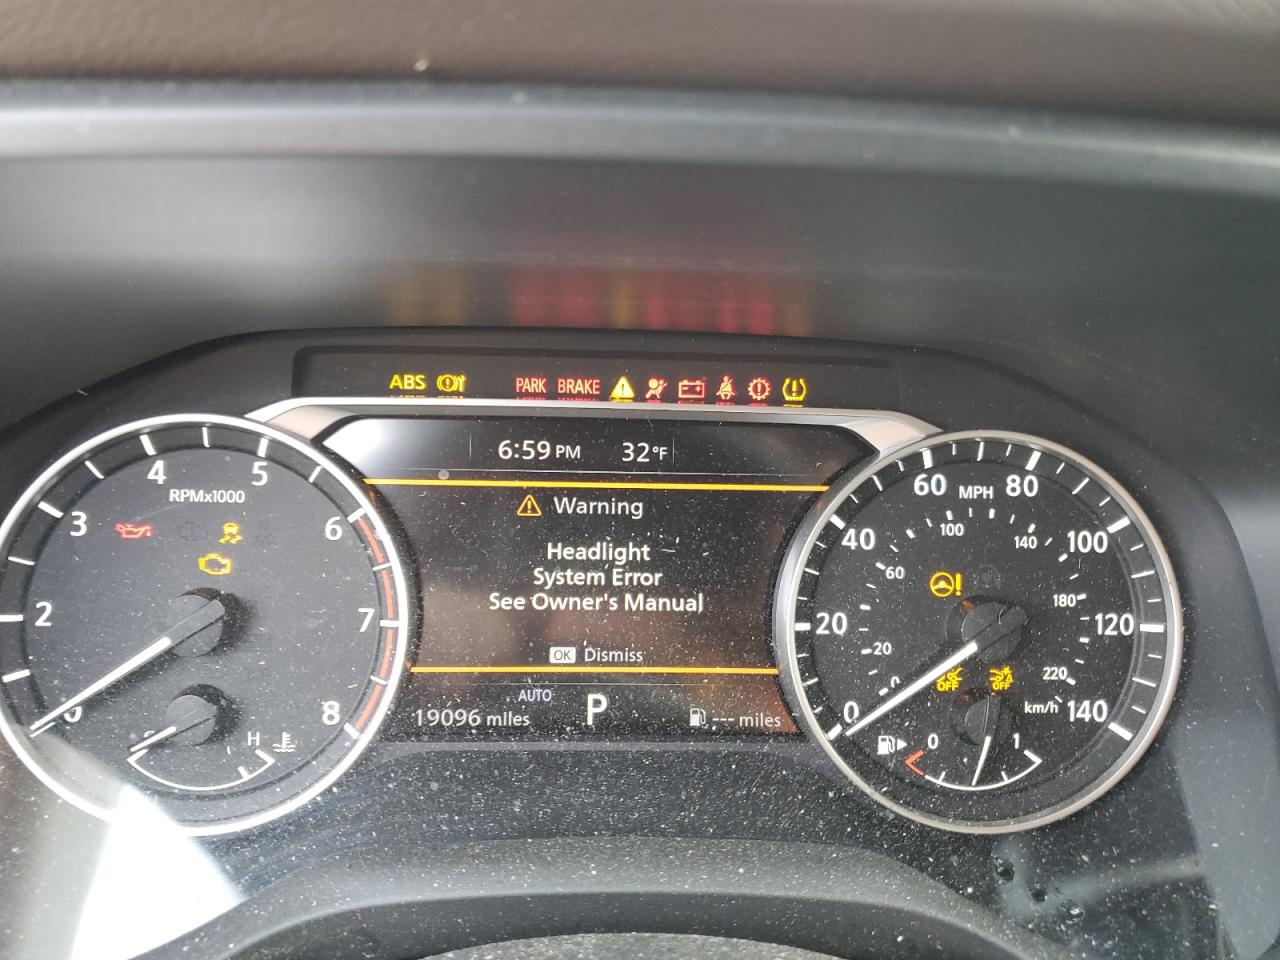 ABS PARK BRAKE
6:59 PM 32°F
Warning
Headlight
System Error
See Owner's Manual
OK Dismiss
AUTO
19096 miles P --- miles
RPMx1000
0 2 3 4 5 6 7 8
H
MPH
0 20 40 60 80 100 120 140
km/h
0 20 60 100 140 180 220
OFF OFF
0 1